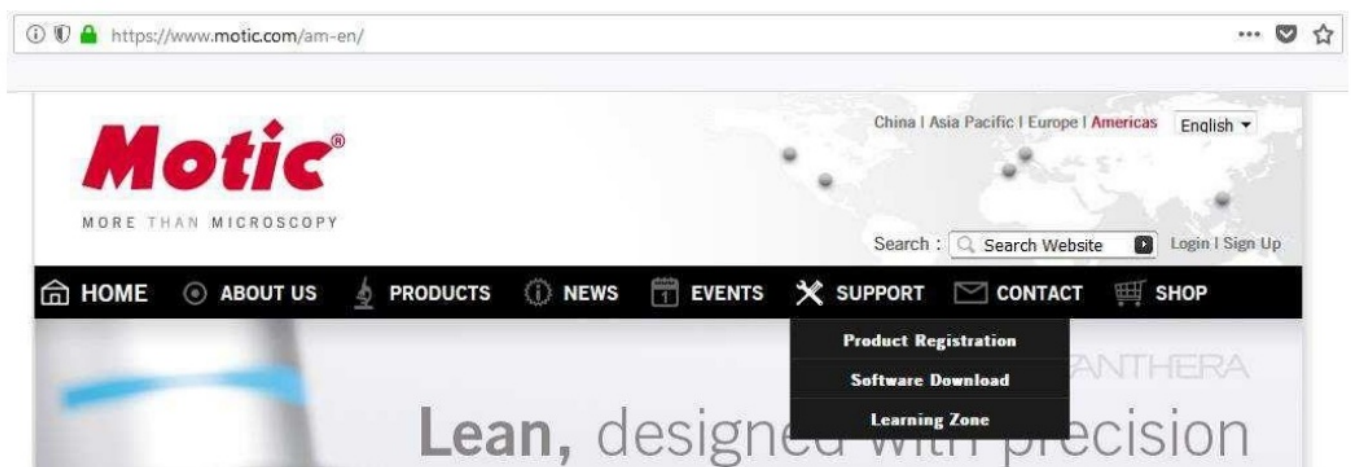 https://www.motic.com/am-en/
China | Asia Pacific | Europe | Americas English
Motic®
MORE THAN MICROSCOPY
Search : Search Website Login | Sign Up
HOME ABOUT US PRODUCTS NEWS EVENTS SUPPORT CONTACT SHOP
Product Registration
Software Download
Learning Zone
ANTHERA
Lean, designed with precision